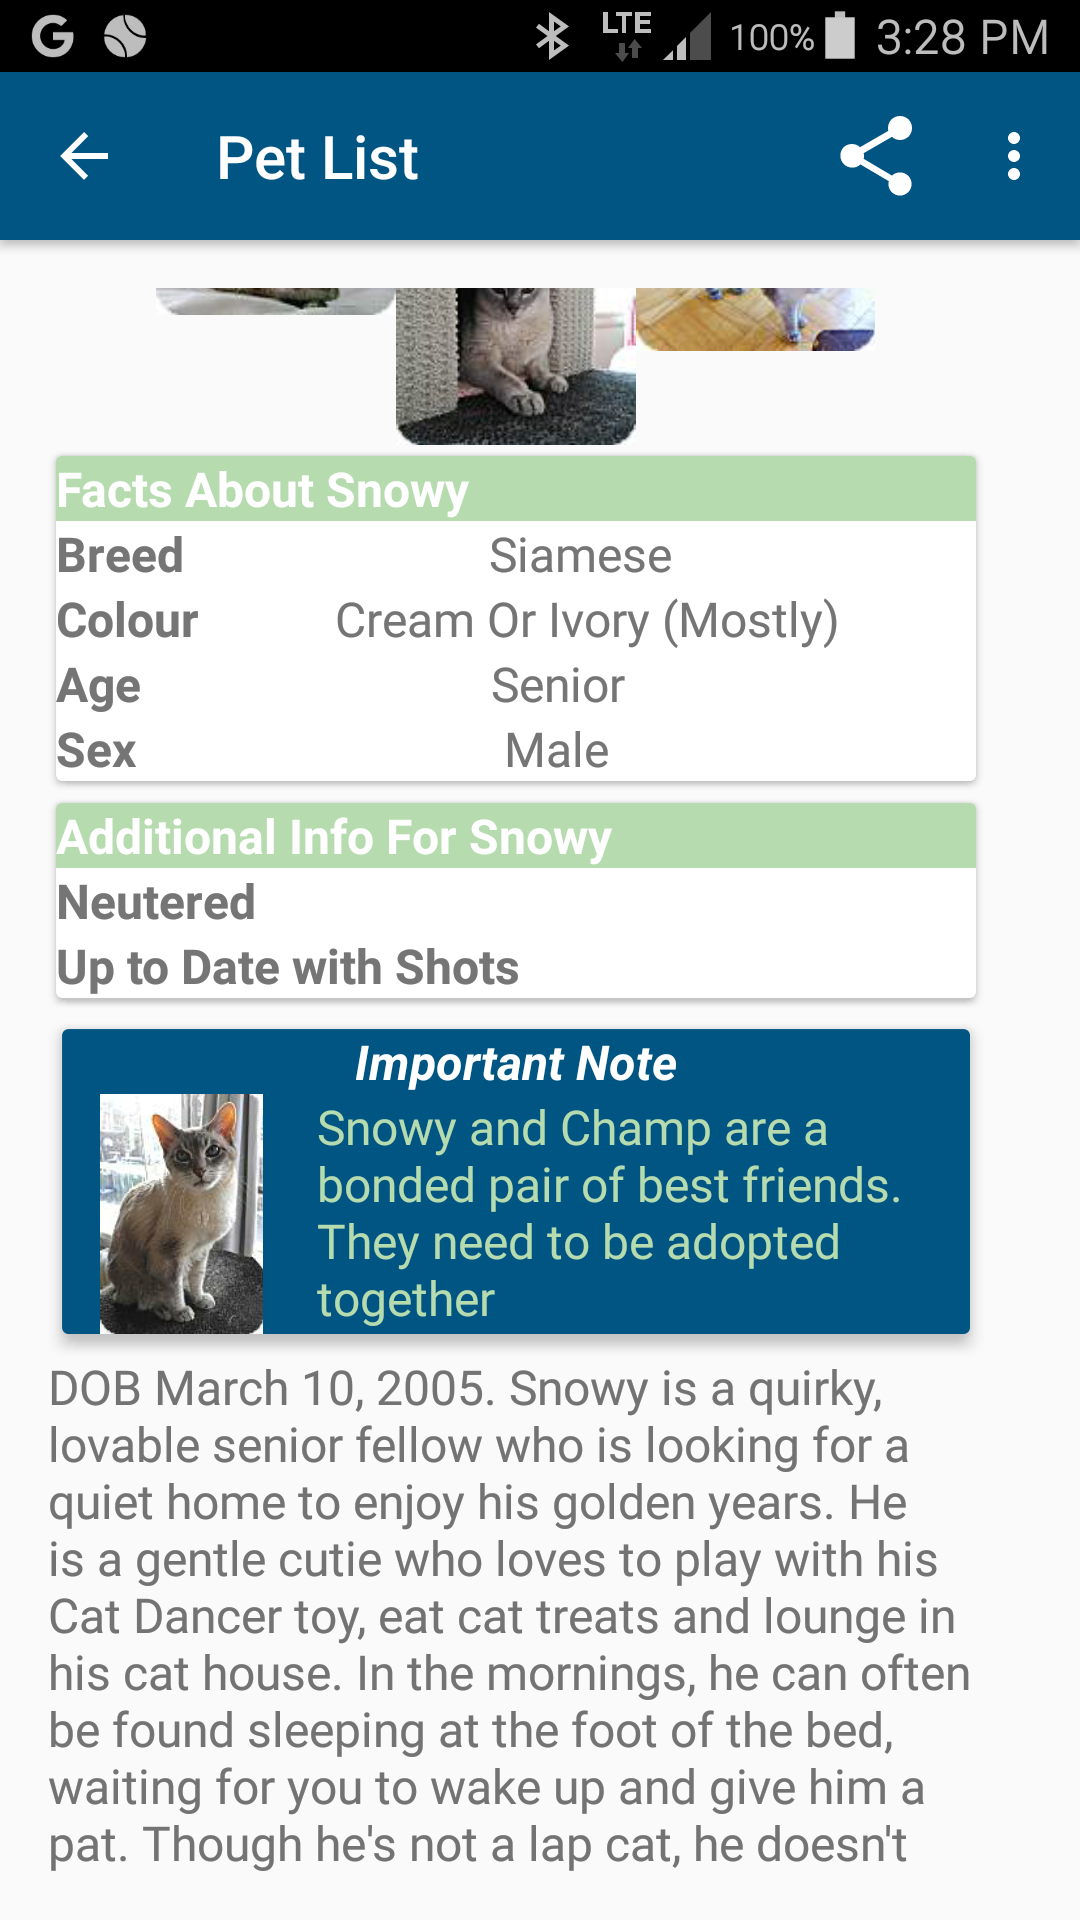 LTE 100% 3:28 PM
Pet List
Facts About Snowy
Breed Siamese
Colour Cream Or Ivory (Mostly)
Age Senior
Sex Male
Additional Info For Snowy
Neutered
Up to Date with Shots
Important Note
Snowy and Champ are a
bonded pair of best friends.
They need to be adopted
together
DOB March 10, 2005. Snowy is a quirky,
lovable senior fellow who is looking for a
quiet home to enjoy his golden years. He
is a gentle cutie who loves to play with his
Cat Dancer toy, eat cat treats and lounge in
his cat house. In the mornings, he can often
be found sleeping at the foot of the bed,
waiting for you to wake up and give him a
pat. Though he's not a lap cat, he doesn't